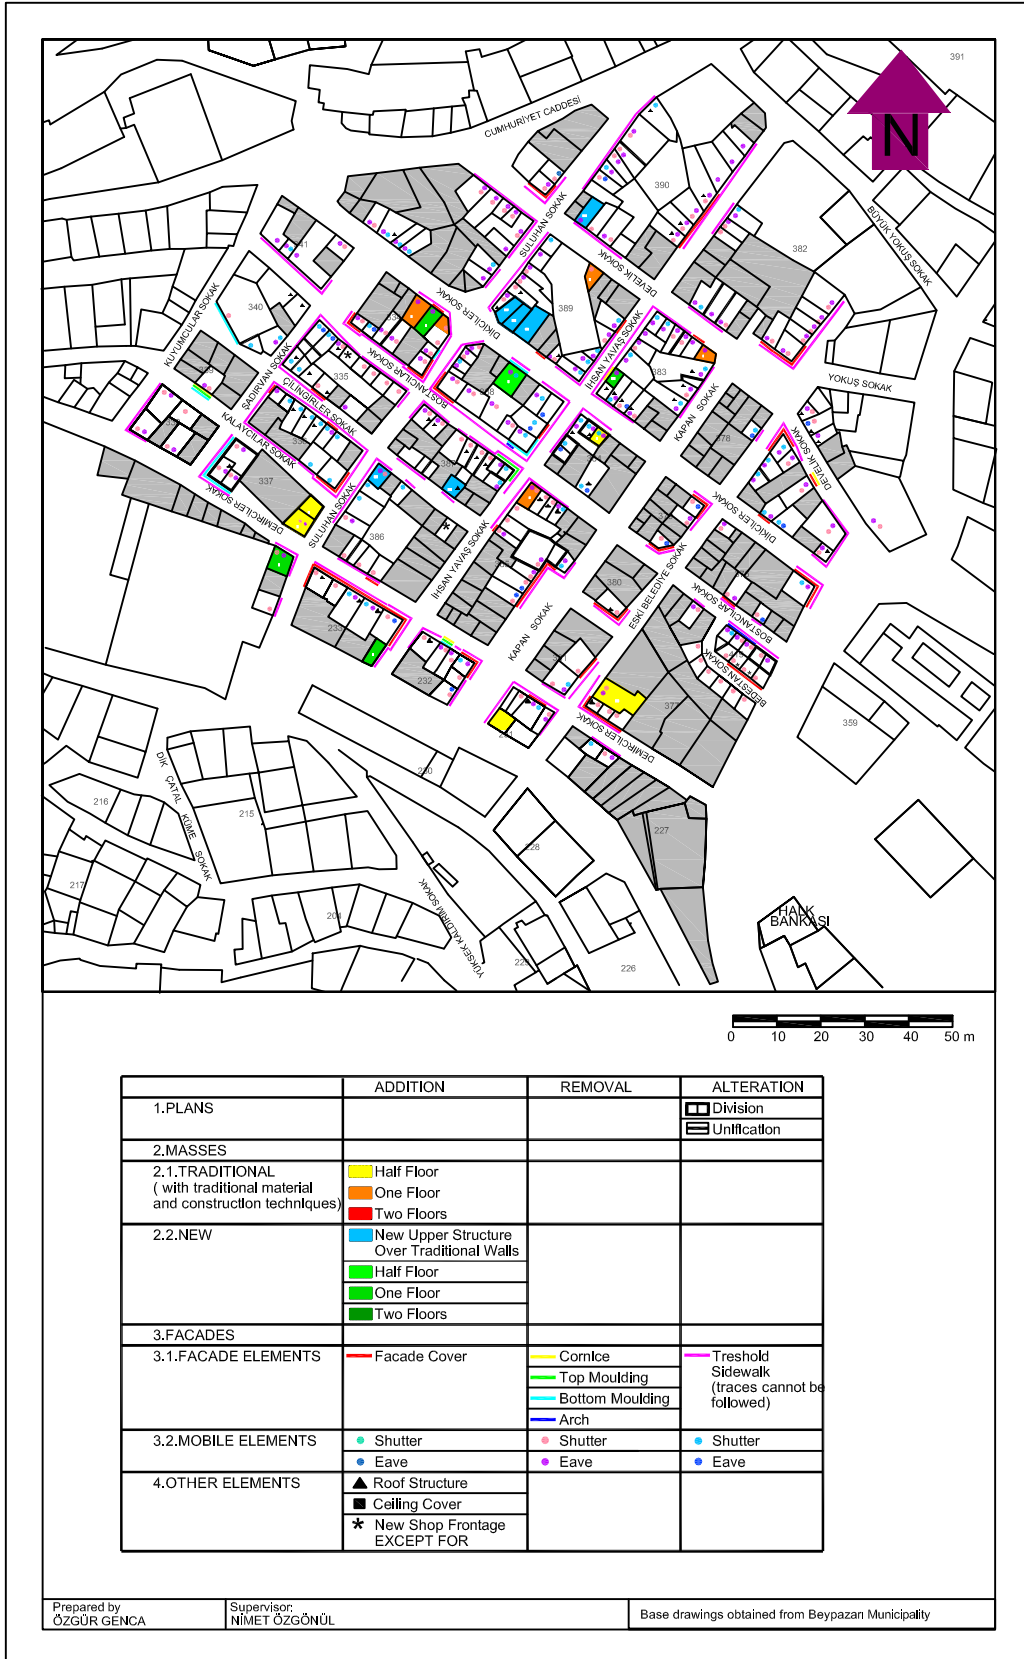 391
N
CUMHURİYET CADDESİ
390
BÜYÜK YOKUŞ SOKAK
SULUHAN SOKAK
382
DEVELİK SOKAK
KUYUMCULAR SOKAK
340
DİKİCİLER SOKAK
389
İHSAN YAVAŞ SOKAK
ŞADIRVAN SOKAK
335
BOSTANCILAR SOKAK
383
YOKUŞ SOKAK
KAPAN SOKAK
ÇİLİNGİRLER SOKAK
KALAYCILAR SOKAK
378
DEVELİK SOKAK
337
DEMİRCİLER SOKAK
SULUHAN SOKAK
386
İHSAN YAVAŞ SOKAK
DİKİCİLER SOKAK
380
ESKİ BELEDİYE SOKAK
BOSTANCILAR SOKAK
KAPAN SOKAK
BEDESTAN SOKAK
232
DEMİRCİLER SOKAK
359
230
DİK ÇATAL KÜME SOKAK
216
215
227
228
217
204
YÜKSEK KALDIRIM SOKAK
HALK
BANKASI
225
226
0 10 20 30 40 50 m
ADDITION REMOVAL ALTERATION
1.PLANS Division
Unification
2.MASSES
2.1.TRADITIONAL Half Floor
( with traditional material One Floor
and construction techniques) Two Floors
2.2.NEW New Upper Structure
Over Traditional Walls
Half Floor
One Floor
Two Floors
3.FACADES
3.1.FACADE ELEMENTS Facade Cover Cornice Treshold
Top Moulding Sidewalk
Bottom Moulding (traces cannot be
Arch followed)
3.2.MOBILE ELEMENTS Shutter Shutter Shutter
Eave Eave Eave
4.OTHER ELEMENTS Roof Structure
Ceiling Cover
New Shop Frontage
EXCEPT FOR
Prepared by Supervisor:
ÖZGÜR GENCA NİMET ÖZGÖNÜL
Base drawings obtained from Beypazarı Municipality